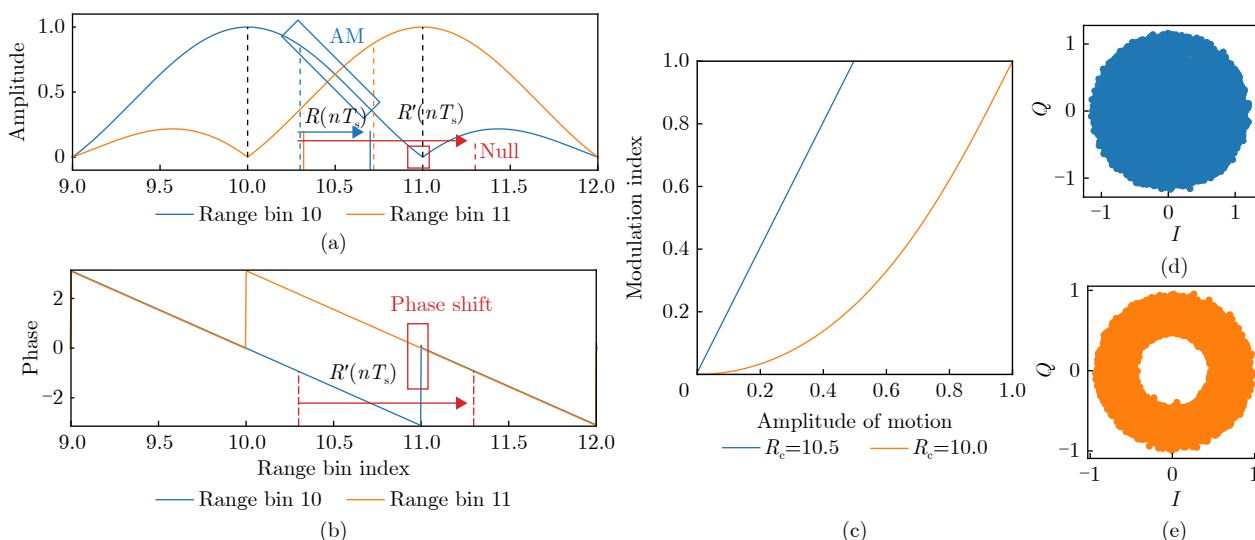 1.0
0.5
0
Amplitude
AM
R(nTₛ)
R′(nTₛ)
Null
9.0 9.5 10.0 10.5 11.0 11.5 12.0
Range bin 10 Range bin 11
(a)
2
0
−2
Phase
Phase shift
R′(nTₛ)
9.0 9.5 10.0 10.5 11.0 11.5 12.0
Range bin index
Range bin 10 Range bin 11
(b)
1.0
0.8
0.6
0.4
0.2
Modulation index
0 0.2 0.4 0.6 0.8 1.0
Amplitude of motion
R_c=10.5 R_c=10.0
(c)
1
0
−1
Q
−1 0 1
I
(d)
1
0
−1
Q
−1 0 1
I
(e)